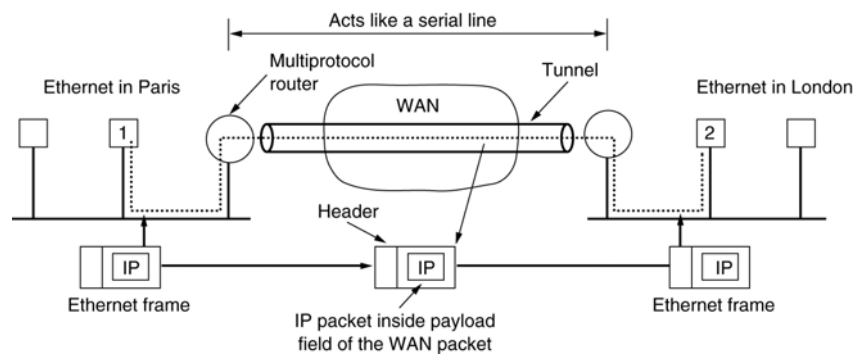 Acts like a serial line
Multiprotocol
router
Tunnel
Ethernet in Paris
WAN
Ethernet in London
1
2
Header
IP
IP
IP
Ethernet frame
Ethernet frame
IP packet inside payload
field of the WAN packet